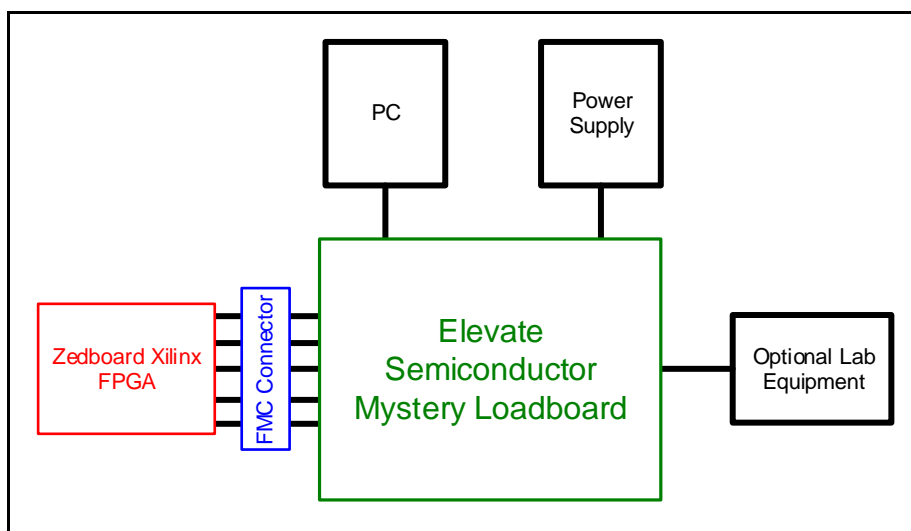 PC
Power
Supply
Zedboard Xilinx
FPGA
FMC Connector
Elevate
Semiconductor
Mystery Loadboard
Optional Lab
Equipment